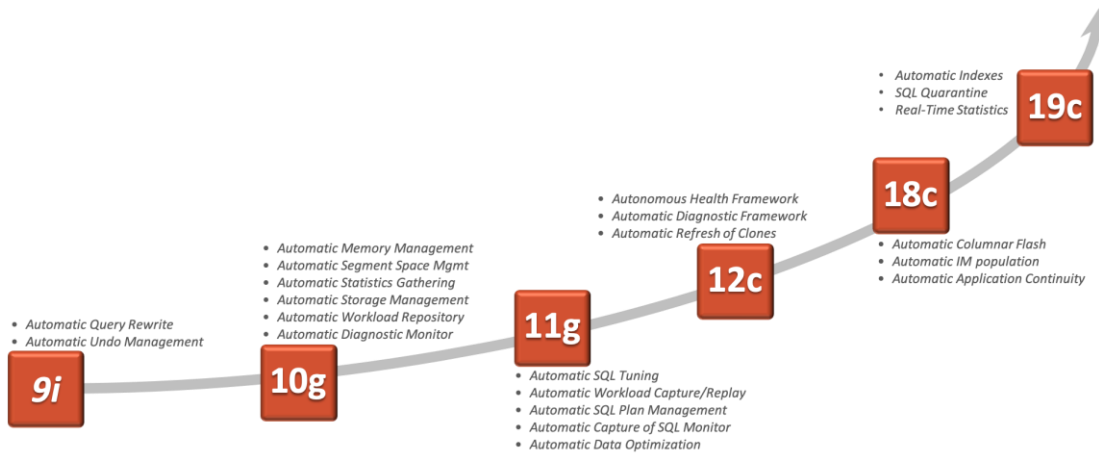 9i
• Automatic Query Rewrite
• Automatic Undo Management
10g
• Automatic Memory Management
• Automatic Segment Space Mgmt
• Automatic Statistics Gathering
• Automatic Storage Management
• Automatic Workload Repository
• Automatic Diagnostic Monitor
11g
• Automatic SQL Tuning
• Automatic Workload Capture/Replay
• Automatic SQL Plan Management
• Automatic Capture of SQL Monitor
• Automatic Data Optimization
12c
• Autonomous Health Framework
• Automatic Diagnostic Framework
• Automatic Refresh of Clones
18c
• Automatic Columnar Flash
• Automatic IM population
• Automatic Application Continuity
19c
• Automatic Indexes
• SQL Quarantine
• Real-Time Statistics